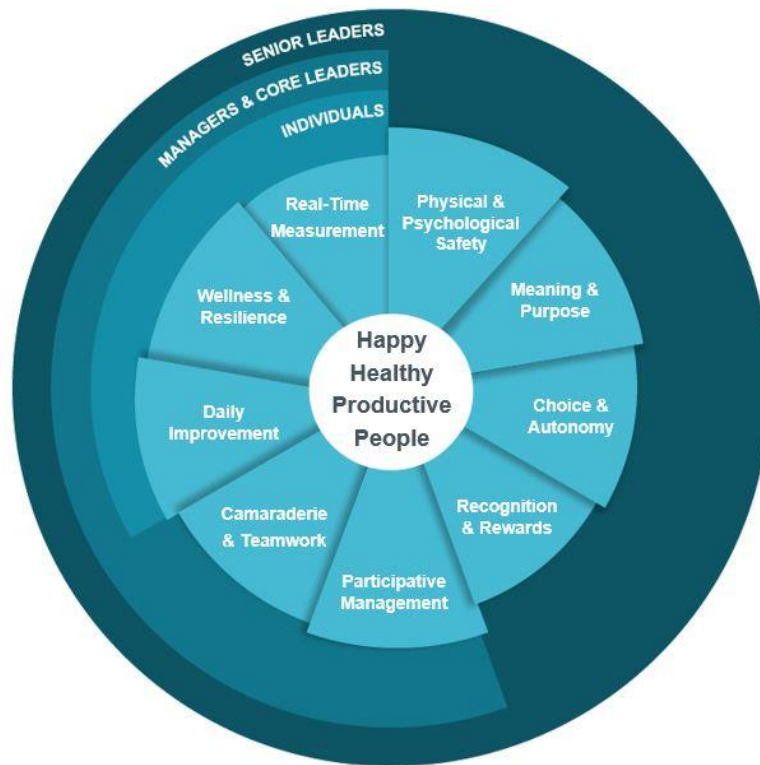 SENIOR LEADERS
MANAGERS & CORE LEADERS
INDIVIDUALS
Real-Time
Measurement
Physical &
Psychological
Safety
Meaning &
Purpose
Choice &
Autonomy
Recognition
& Rewards
Participative
Management
Camaraderie
& Teamwork
Daily
Improvement
Wellness &
Resilience
Happy
Healthy
Productive
People